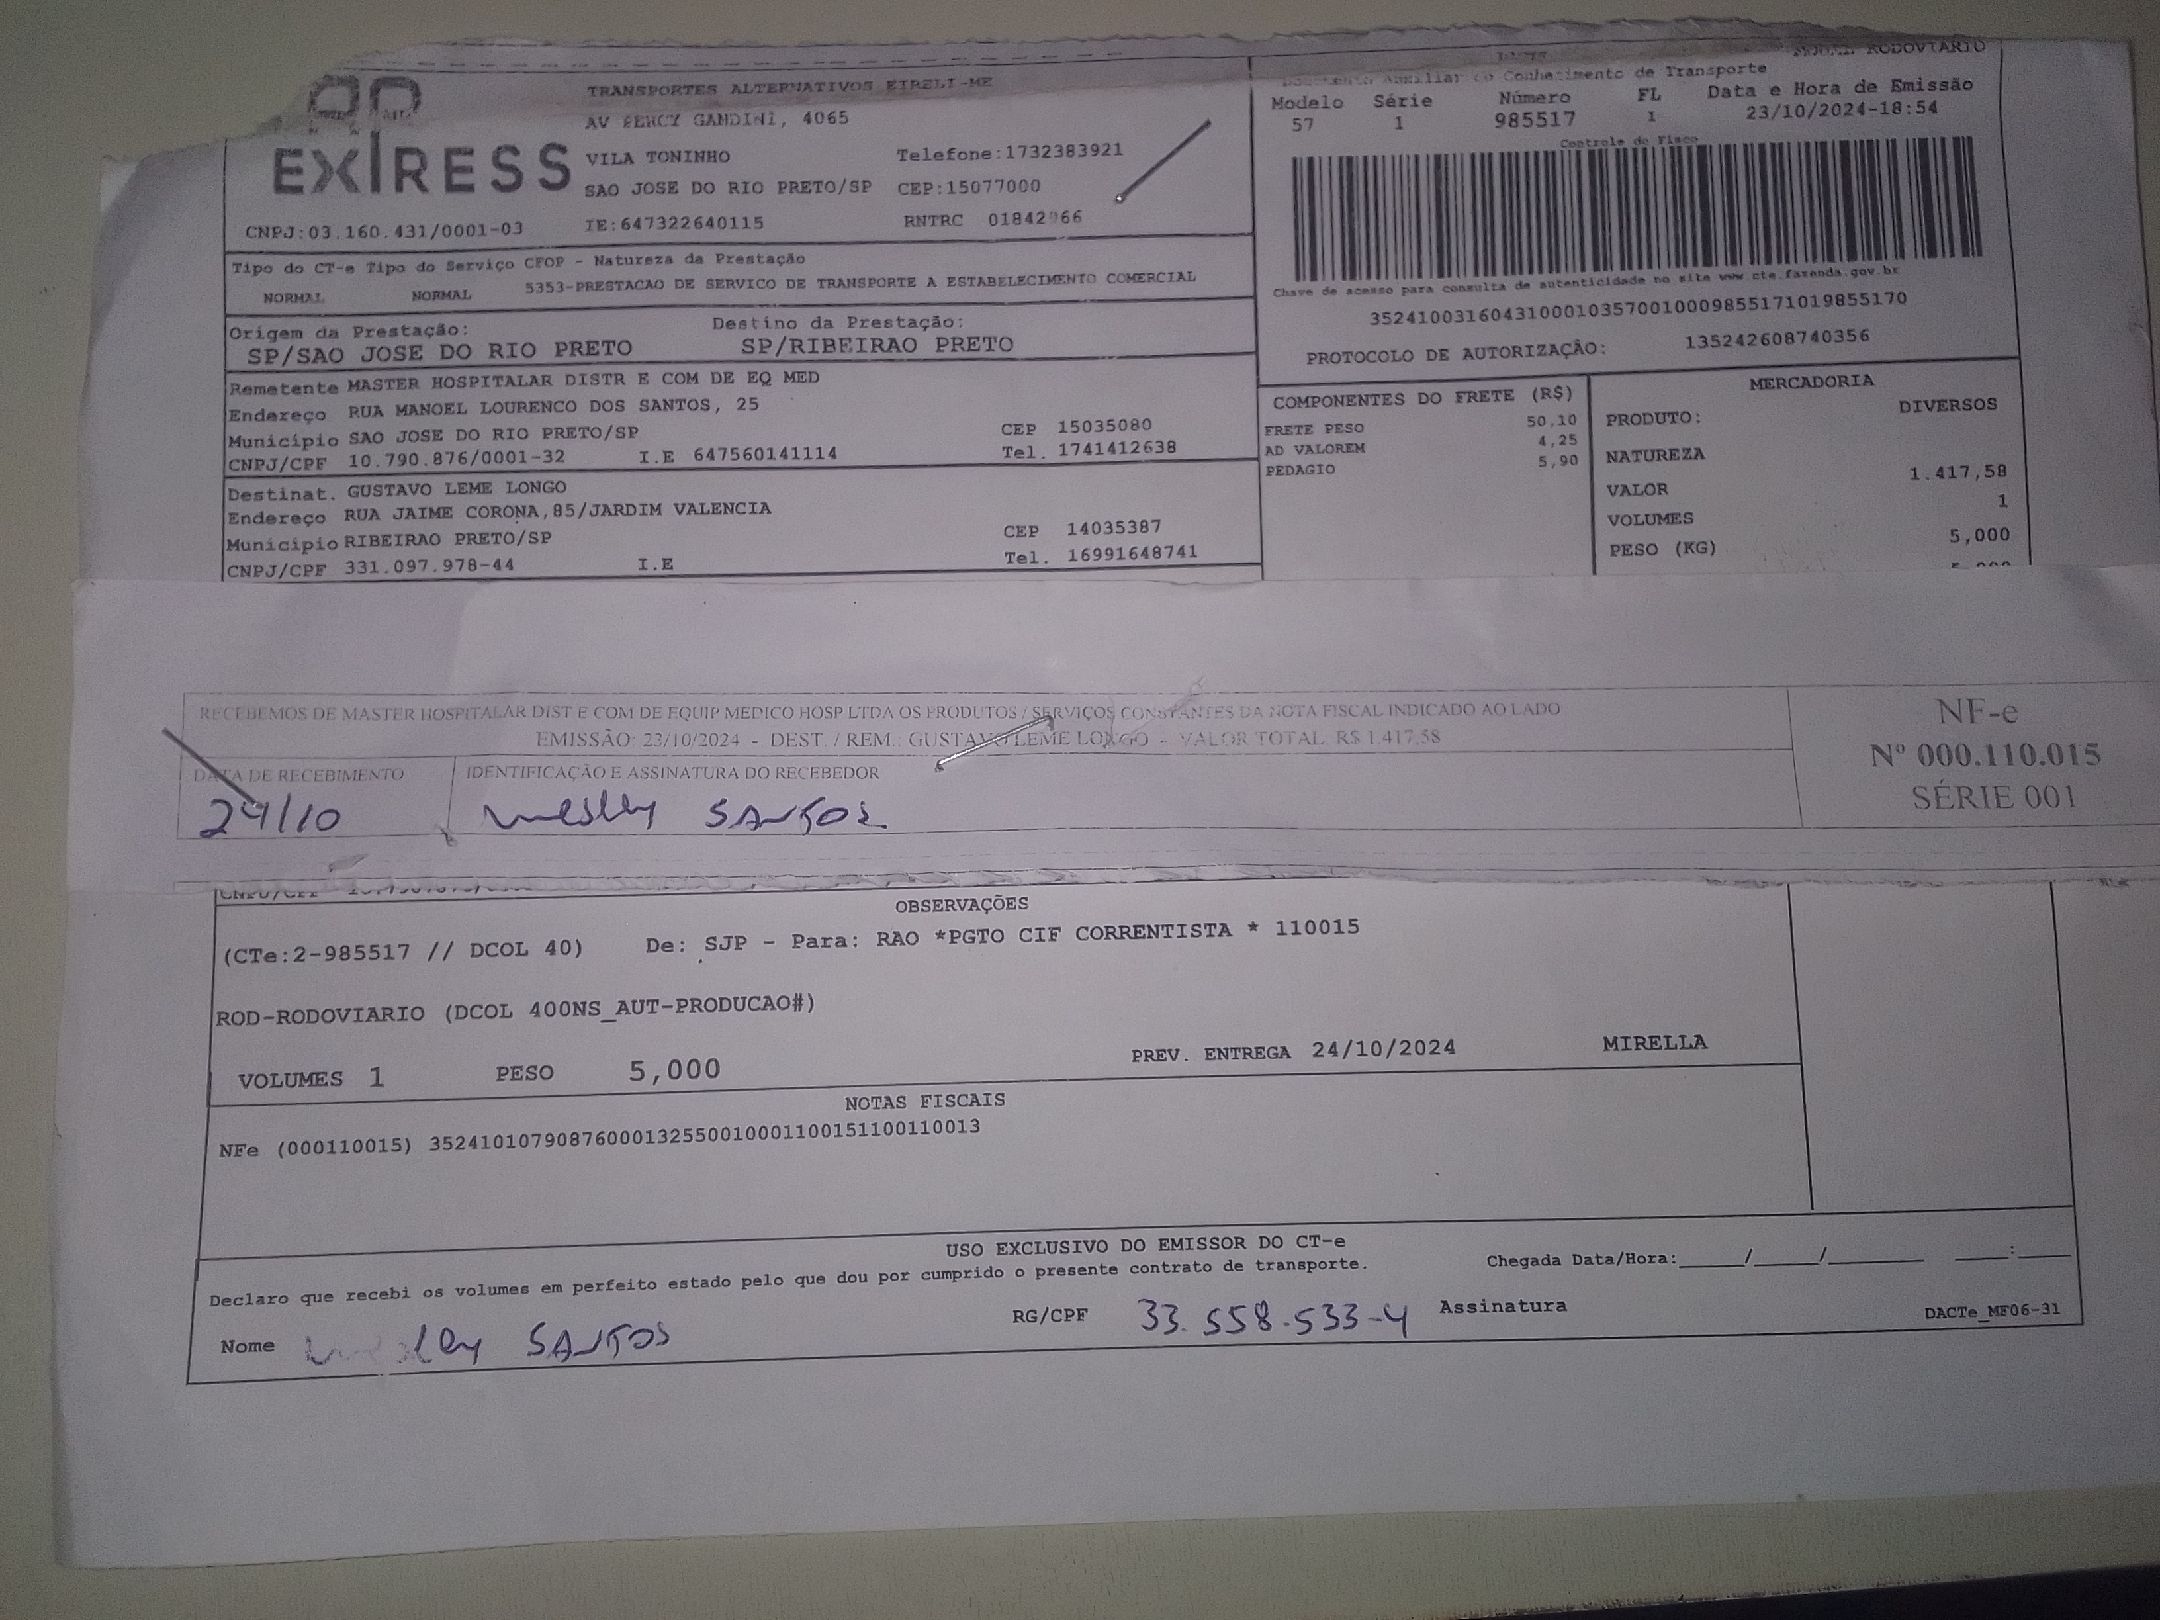 EXIRESS
TRANSPORTES ALTERNATIVOS EIRELI-ME
AV PERCY GANDINI, 4065
VILA TONINHO Telefone:1732383921
SAO JOSE DO RIO PRETO/SP CEP:15077000
CNPJ:03.160.431/0001-03 IE:647322640115 RNTRC 01842066
MODAL RODOVIARIO
Documento Auxiliar do Conhecimento de Transporte
Modelo Série Número FL Data e Hora de Emissão
57 1 985517 1 23/10/2024-18:54
Controle do Fisco
Chave de acesso para consulta de autenticidade no site www.cte.fazenda.gov.br
35241003160431000103570010009855171019855170
PROTOCOLO DE AUTORIZAÇÃO: 135242608740356
Tipo do CT-e Tipo do Serviço CFOP - Natureza da Prestação
NORMAL NORMAL 5353-PRESTACAO DE SERVICO DE TRANSPORTE A ESTABELECIMENTO COMERCIAL
Origem da Prestação: Destino da Prestação:
SP/SAO JOSE DO RIO PRETO SP/RIBEIRAO PRETO
Remetente MASTER HOSPITALAR DISTR E COM DE EQ MED
Endereço RUA MANOEL LOURENCO DOS SANTOS, 25
Município SAO JOSE DO RIO PRETO/SP CEP 15035080
CNPJ/CPF 10.790.876/0001-32 I.E 647560141114 Tel. 1741412638
Destinat. GUSTAVO LEME LONGO
Endereço RUA JAIME CORONA,85/JARDIM VALENCIA
Município RIBEIRAO PRETO/SP CEP 14035387
CNPJ/CPF 331.097.978-44 I.E Tel. 16991648741
COMPONENTES DO FRETE (R$)
FRETE PESO 50,10
AD VALOREM 4,25
PEDAGIO 5,90
MERCADORIA
PRODUTO: DIVERSOS
NATUREZA
VALOR 1.417,58
VOLUMES 1
PESO (KG) 5,000
RECEBEMOS DE MASTER HOSPITALAR DIST E COM DE EQUIP MEDICO HOSP LTDA OS PRODUTOS / SERVIÇOS CONSTANTES DA NOTA FISCAL INDICADO AO LADO
EMISSÃO: 23/10/2024 - DEST. / REM.: GUSTAVO LEME LONGO - VALOR TOTAL: R$ 1.417,58
DATA DE RECEBIMENTO IDENTIFICAÇÃO E ASSINATURA DO RECEBEDOR
24/10 Weslley SANTOS
NF-e
Nº 000.110.015
SÉRIE 001
CNPJ/CPF
OBSERVAÇÕES
(CTe:2-985517 // DCOL 40) De: SJP - Para: RAO *PGTO CIF CORRENTISTA * 110015
ROD-RODOVIARIO (DCOL 400NS_AUT-PRODUCAO#)
VOLUMES 1 PESO 5,000 PREV. ENTREGA 24/10/2024 MIRELLA
NOTAS FISCAIS
NFe (000110015) 35241010790876000132550010001100151100110013
USO EXCLUSIVO DO EMISSOR DO CT-e
Declaro que recebi os volumes em perfeito estado pelo que dou por cumprido o presente contrato de transporte. Chegada Data/Hora:____/____/______ ___:___
Nome Weslley SANTOS RG/CPF 33.558.533-4 Assinatura DACTe_MF06-31